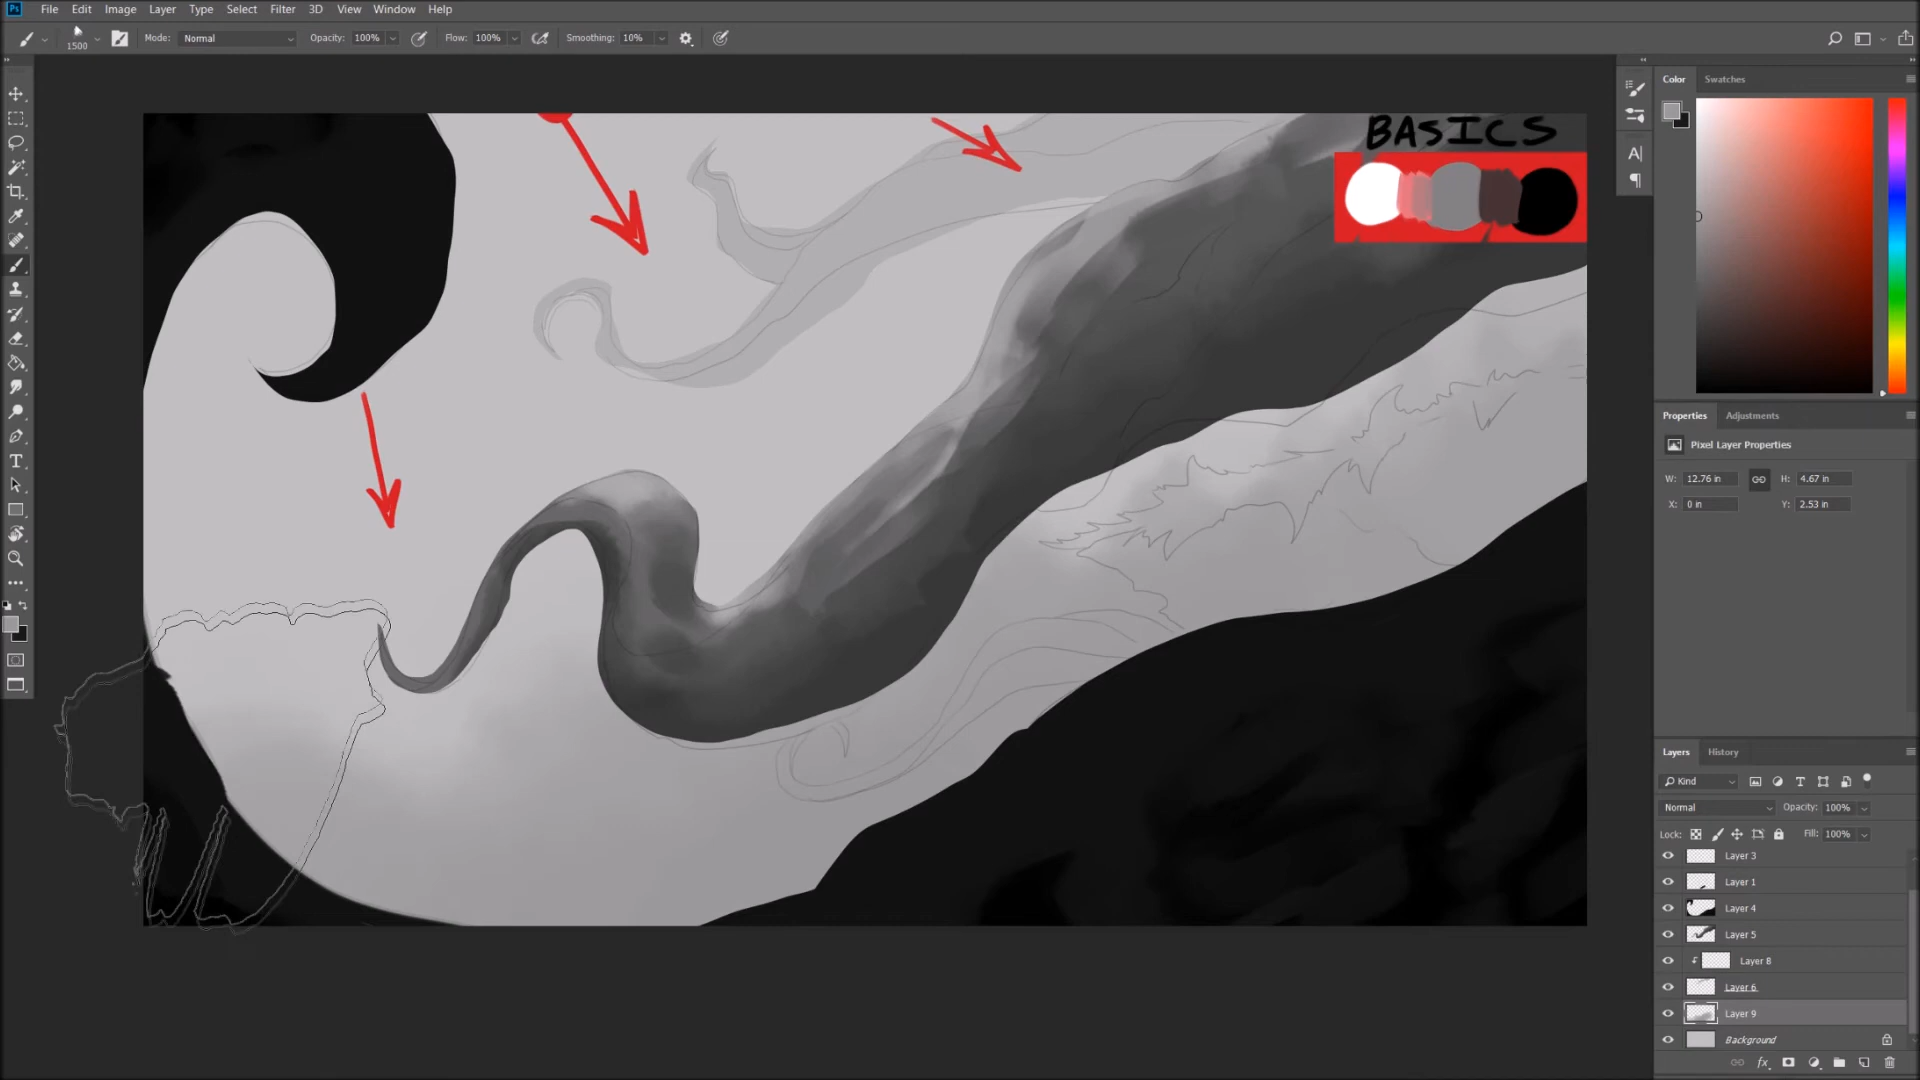 Ps File Edit Image Layer Type Select Filter 3D View Window Help
1500 Mode: Normal Opacity: 100% Flow: 100% Smoothing: 10%
Color Swatches
BASICS
Properties Adjustments
Pixel Layer Properties
W: 12.76 in H: 4.67 in
X: 0 in Y: 2.53 in
Layers History
Kind
Normal Opacity: 100%
Lock: Fill: 100%
Layer 3
Layer 1
Layer 4
Layer 5
Layer 8
Layer 6
Layer 9
Background
fx